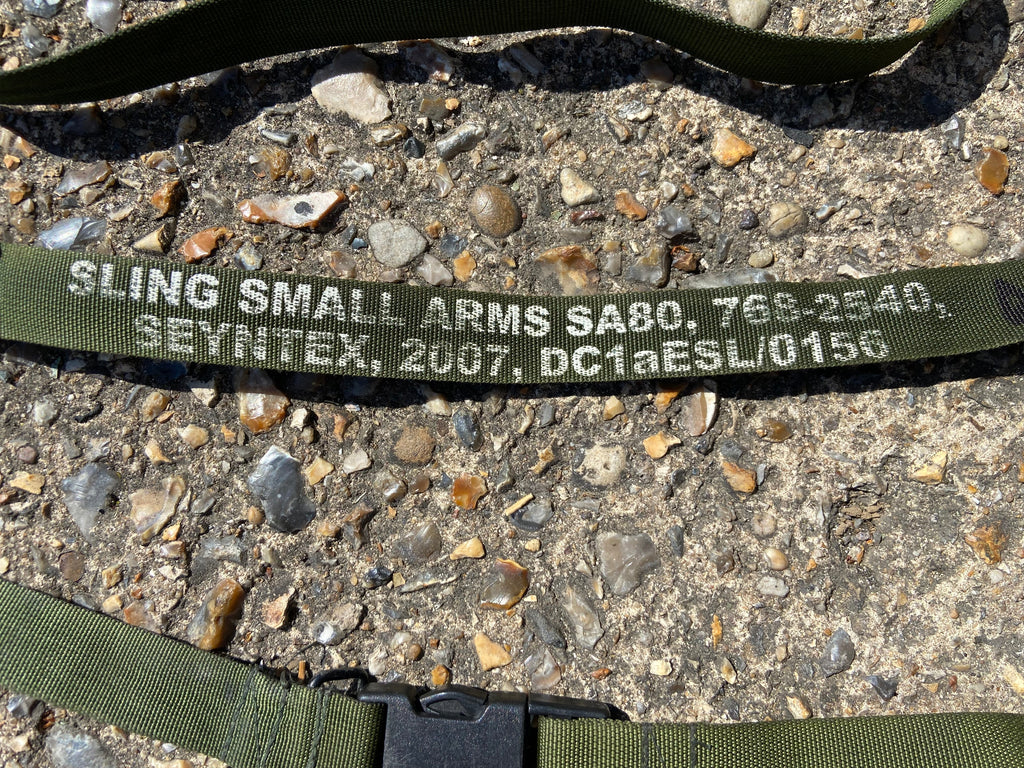 SLING SMALL ARMS SA80, 768-2540,
SEYNTEX, 2007, DC1aESL/0156